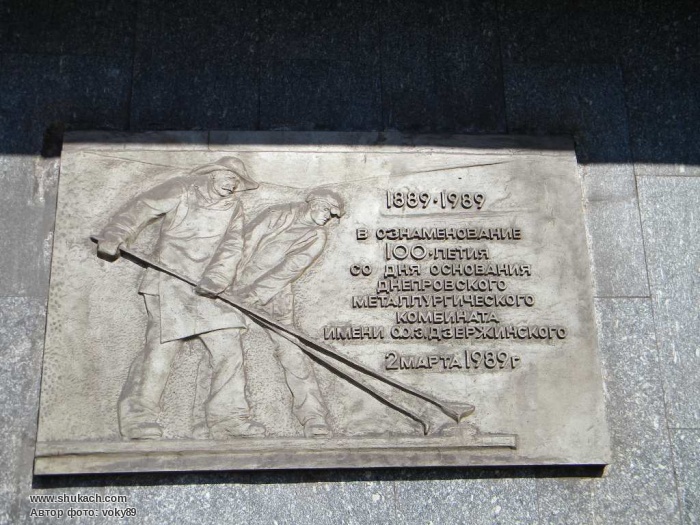 1889·1989
В ОЗНАМЕНОВАНИЕ
100-ЛЕТИЯ
СО ДНЯ ОСНОВАНИЯ
ДНЕПРОВСКОГО
МЕТАЛЛУРГИЧЕСКОГО
КОМБИНАТА
ИМЕНИ Ф.Э.ДЗЕРЖИНСКОГО
2 МАРТА 1989 г
www.shukach.com
Автор фото: voky89